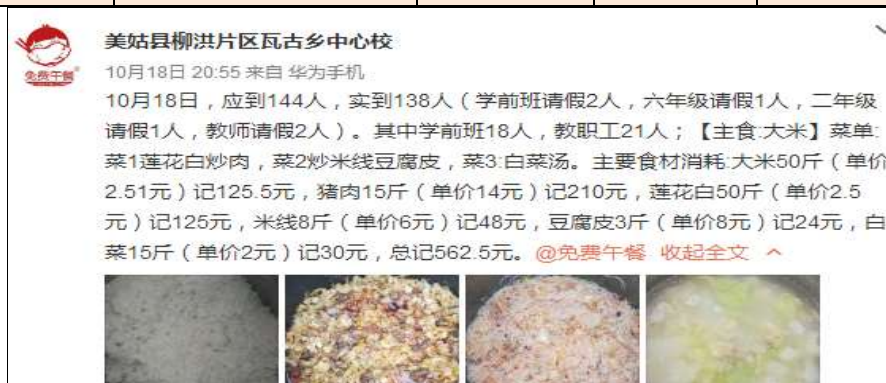 美姑县柳洪片区瓦古乡中心校
免费午餐
10月18日 20:55 来自 华为手机
10月18日，应到144人，实到138人（学前班请假2人，六年级请假1人，二年级
请假1人，教师请假2人）。其中学前班18人，教职工21人；【主食:大米】菜单:
菜1莲花白炒肉，菜2炒米线豆腐皮，菜3:白菜汤。主要食材消耗:大米50斤（单价
2.51元）记125.5元，猪肉15斤（单价14元）记210元，莲花白50斤（单价2.5
元）记125元，米线8斤（单价6元）记48元，豆腐皮3斤（单价8元）记24元，白
菜15斤（单价2元）记30元，总记562.5元。@免费午餐 收起全文